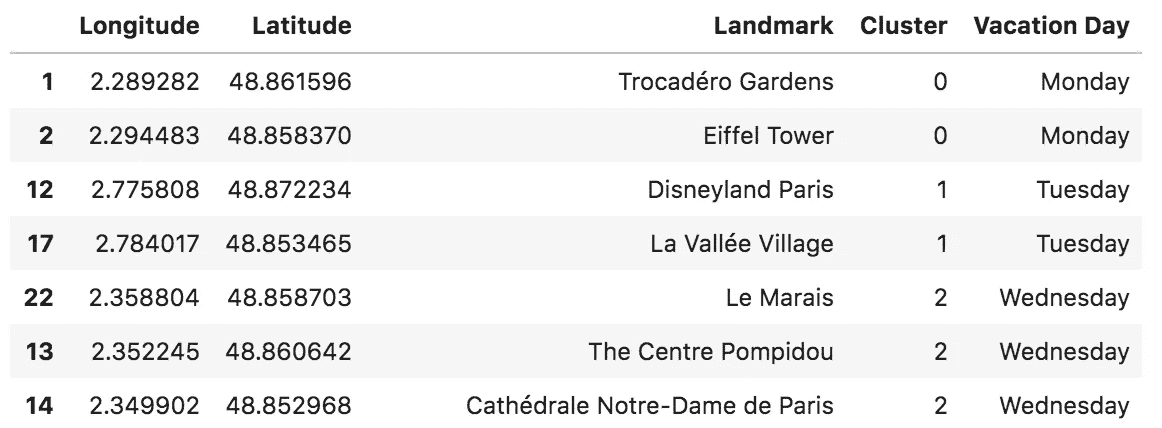 Longitude Latitude Landmark Cluster Vacation Day
1 2.289282 48.861596 Trocadéro Gardens 0 Monday
2 2.294483 48.858370 Eiffel Tower 0 Monday
12 2.775808 48.872234 Disneyland Paris 1 Tuesday
17 2.784017 48.853465 La Vallée Village 1 Tuesday
22 2.358804 48.858703 Le Marais 2 Wednesday
13 2.352245 48.860642 The Centre Pompidou 2 Wednesday
14 2.349902 48.852968 Cathédrale Notre-Dame de Paris 2 Wednesday